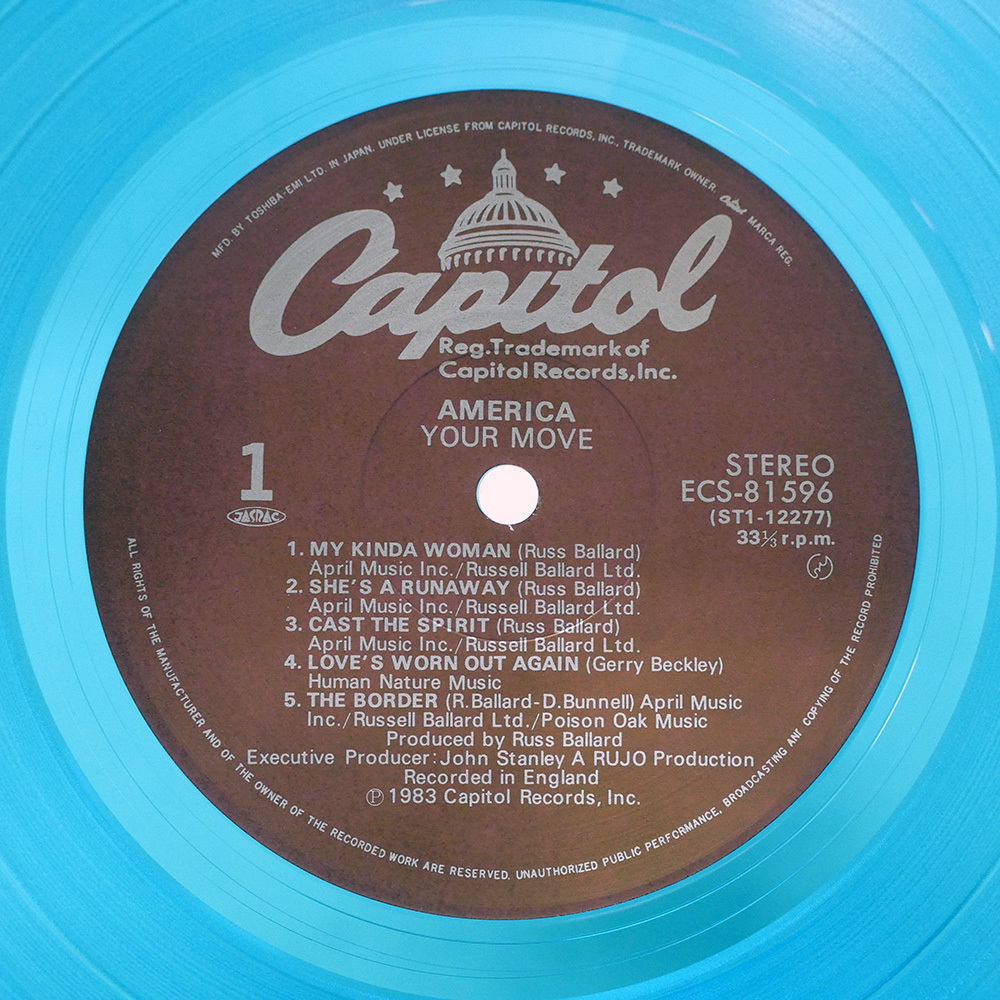 MFD. BY TOSHIBA-EMI LTD. IN JAPAN. UNDER LICENSE FROM CAPITOL RECORDS, INC., TRADEMARK OWNER. Capitol MARCA REG.
Capitol
Reg.Trademark of
Capitol Records,Inc.
AMERICA
YOUR MOVE
1
JASRAC
STEREO
ECS-81596
(ST1-12277)
33⅓ r.p.m.
1. MY KINDA WOMAN (Russ Ballard)
April Music Inc./Russell Ballard Ltd.
2. SHE'S A RUNAWAY (Russ Ballard)
April Music Inc./Russell Ballard Ltd.
3. CAST THE SPIRIT (Russ Ballard)
April Music Inc./Russell Ballard Ltd.
4. LOVE'S WORN OUT AGAIN (Gerry Beckley)
Human Nature Music
5. THE BORDER (R.Ballard-D.Bunnell) April Music
Inc./Russell Ballard Ltd./Poison Oak Music
Produced by Russ Ballard
Executive Producer:John Stanley A RUJO Production
Recorded in England
℗ 1983 Capitol Records, Inc.
ALL RIGHTS OF THE MANUFACTURER AND OF THE OWNER OF THE RECORDED WORK ARE RESERVED. UNAUTHORIZED PUBLIC PERFORMANCE, BROADCASTING ANF COPYING OF THE RECORD PROHIBITED